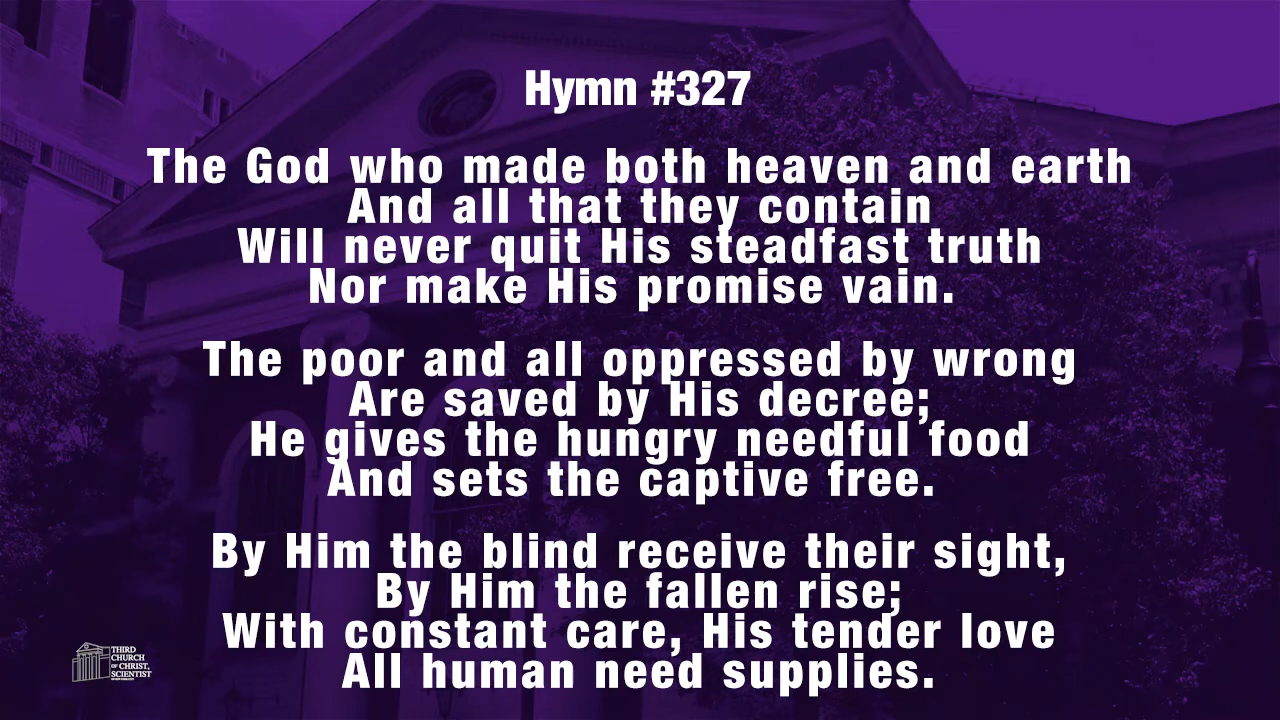 Hymn #327
The God who made both heaven and earth
And all that they contain
Will never quit His steadfast truth
Nor make His promise vain.
The poor and all oppressed by wrong
Are saved by His decree;
He gives the hungry needful food
And sets the captive free.
By Him the blind receive their sight,
By Him the fallen rise;
With constant care, His tender love
All human need supplies.
THIRD
CHURCH
OF CHRIST,
SCIENTIST